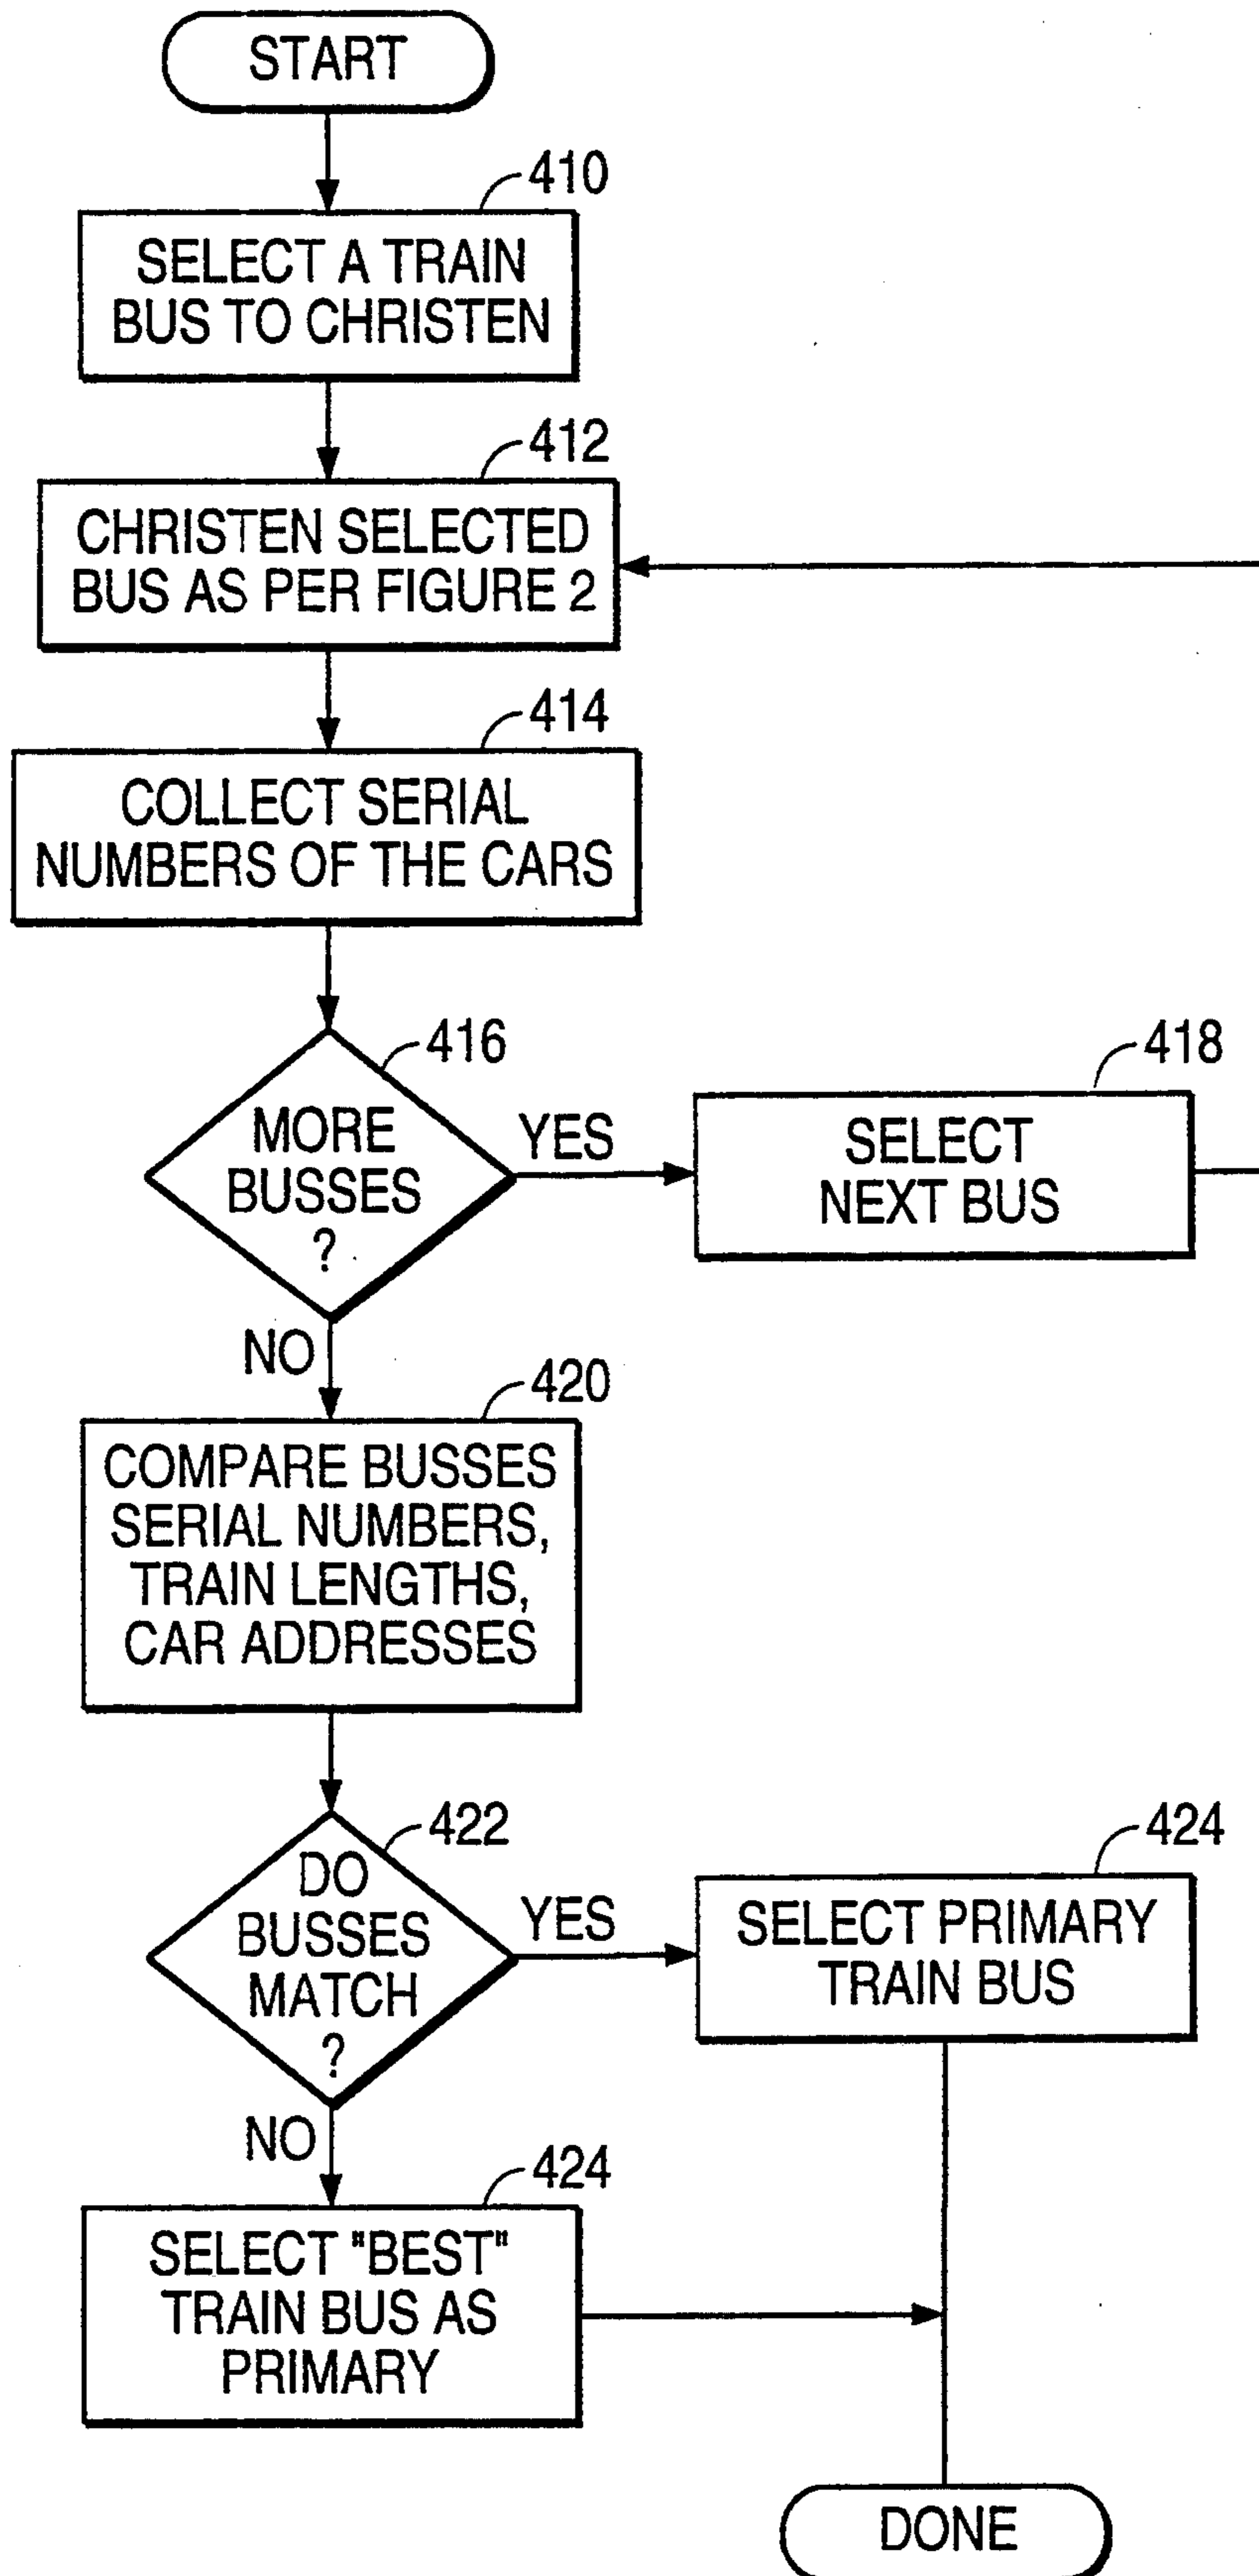 START
410
SELECT A TRAIN
BUS TO CHRISTEN
412
CHRISTEN SELECTED
BUS AS PER FIGURE 2
414
COLLECT SERIAL
NUMBERS OF THE CARS
416
MORE
BUSSES
?
YES
418
SELECT
NEXT BUS
NO
420
COMPARE BUSSES
SERIAL NUMBERS,
TRAIN LENGTHS,
CAR ADDRESSES
422
DO
BUSSES
MATCH
?
YES
424
SELECT PRIMARY
TRAIN BUS
NO
424
SELECT "BEST"
TRAIN BUS AS
PRIMARY
DONE